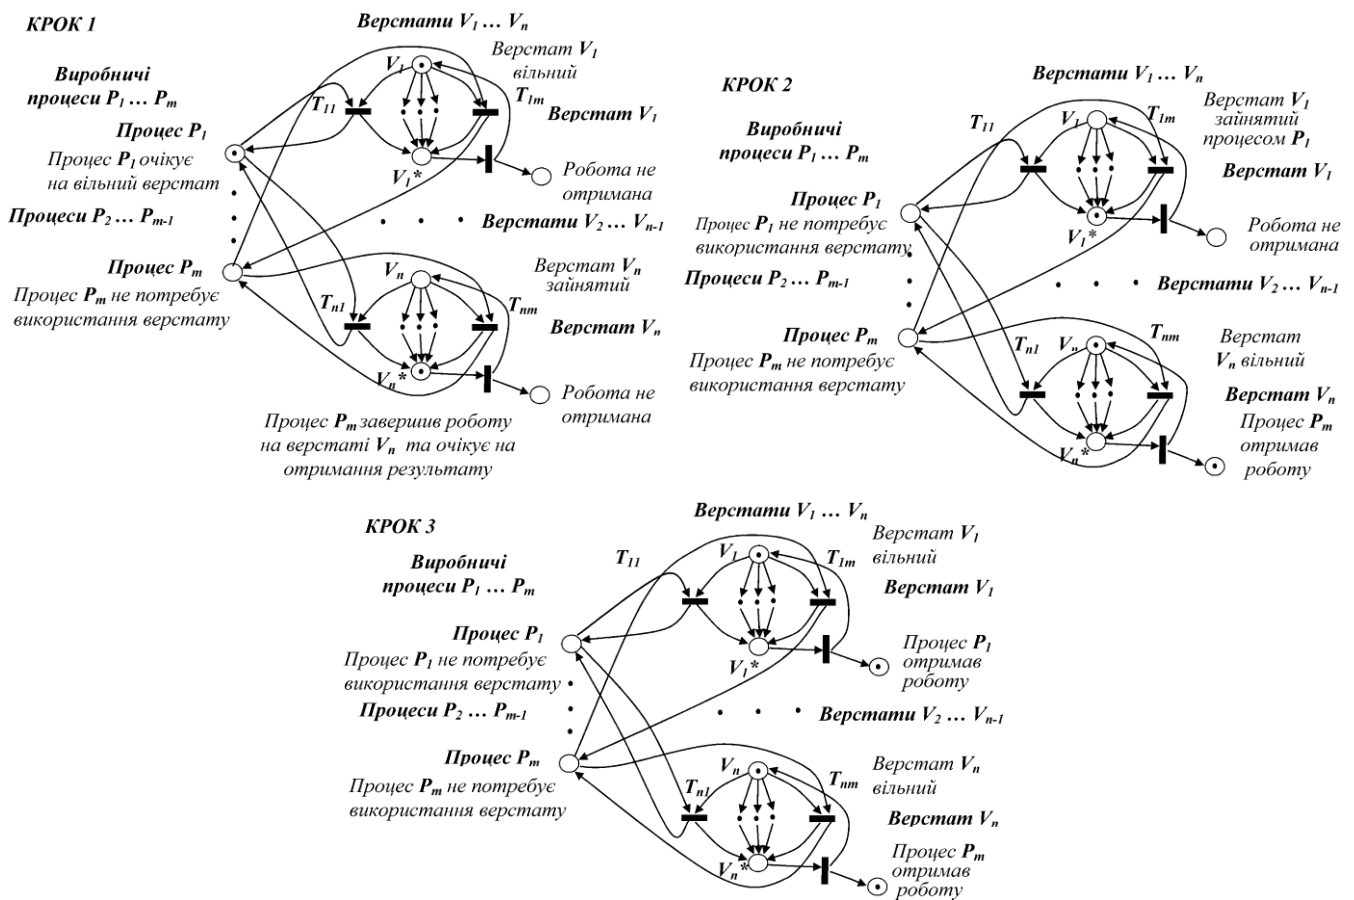 КРОК 1
Верстати V1 … Vn
Верстат V1
вільний
Виробничі
процеси P1 … Pm
V1
T11
T1m
Верстат V1
Процес P1
Процес P1 очікує
на вільний верстат
V1*
Робота не
отримана
Процеси P2 … Pm-1
Верстати V2 … Vn-1
Процес Pm
Процес Pm не потребує
використання верстату
Vn
Верстат Vn
зайнятий
Tn1
Tnm
Верстат Vn
Vn*
Робота не
отримана
Процес Pm завершив роботу
на верстаті Vn та очікує на
отримання результату
КРОК 2
Верстати V1 … Vn
Верстат V1
зайнятий
процесом P1
Виробничі
процеси P1 … Pm
T11
V1
T1m
Верстат V1
Процес P1
Процес P1 не потребує
використання верстату
V1*
Робота не
отримана
Процеси P2 … Pm-1
Верстати V2 … Vn-1
Процес Pm
Процес Pm не потребує
використання верстату
Tn1
Vn
Tnm
Верстат
Vn вільний
Верстат Vn
Процес Pm
отримав
роботу
Vn*
КРОК 3
Верстати V1 … Vn
Верстат V1
вільний
Виробничі
процеси P1 … Pm
T11
V1
T1m
Верстат V1
Процес P1
Процес P1 не потребує
використання верстату
V1*
Процес P1
отримав
роботу
Процеси P2 … Pm-1
Верстати V2 … Vn-1
Процес Pm
Процес Pm не потребує
використання верстату
Tn1
Vn
Tnm
Верстат Vn
вільний
Верстат Vn
Vn*
Процес Pm
отримав
роботу